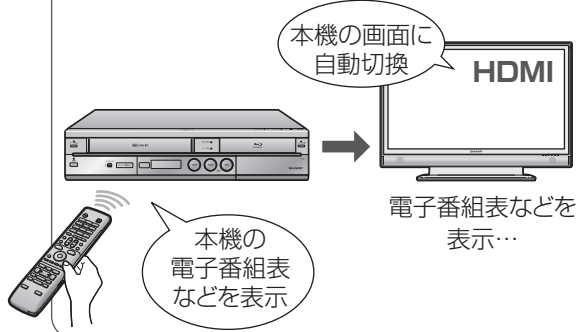 本機の画面に
自動切換
HDMI
電子番組表などを
表示…
本機の
電子番組表
などを表示
SHARP